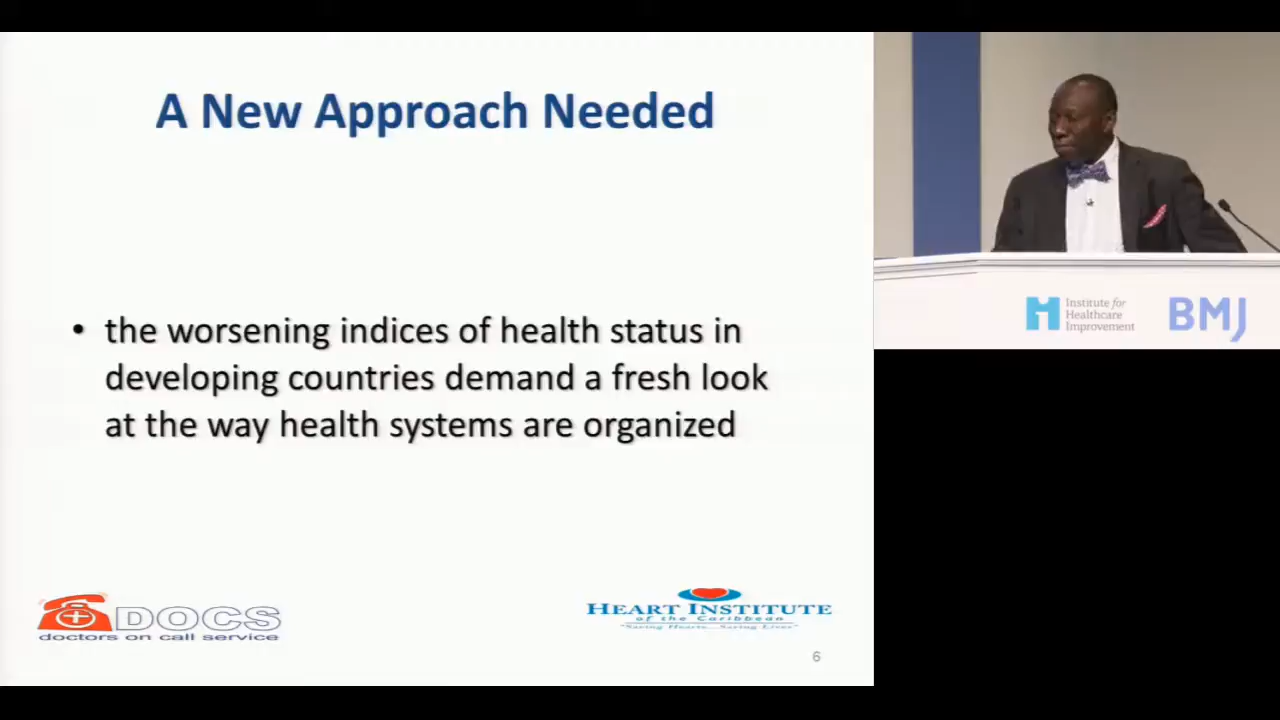 A New Approach Needed
• the worsening indices of health status in
developing countries demand a fresh look
at the way health systems are organized
DOCS
doctors on call service
HEART INSTITUTE
of the Caribbean
"Saving Hearts...Saving Lives"
6
Institute for
Healthcare
Improvement
BMJ